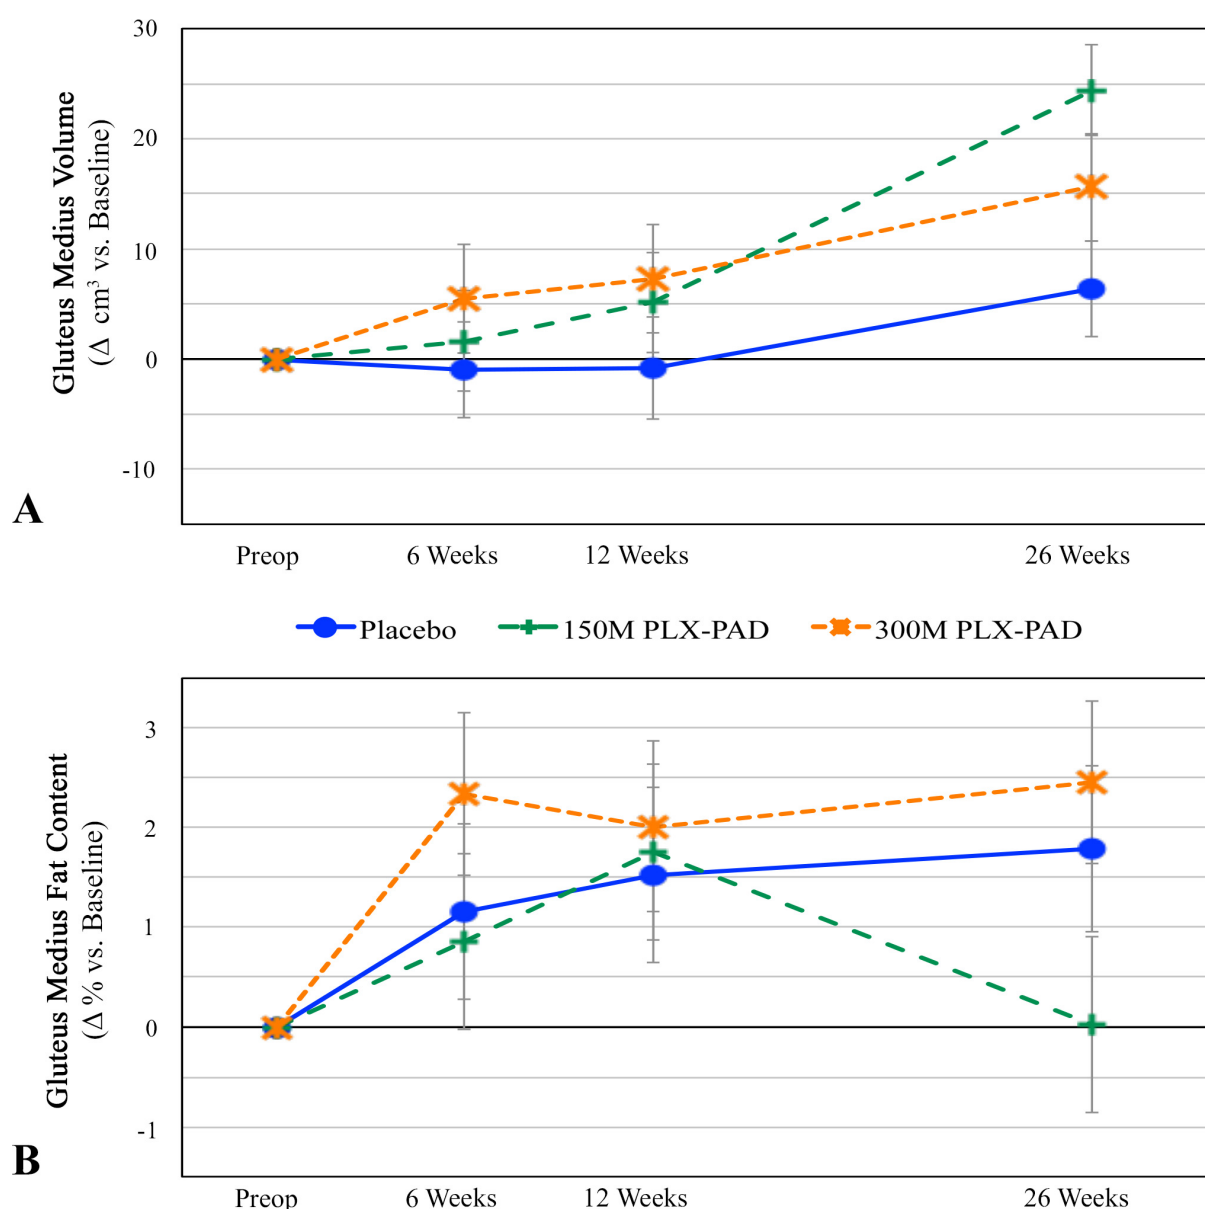 30
20
10
0
-10
Gluteus Medius Volume
(Δ cm³ vs. Baseline)
A
Preop 6 Weeks 12 Weeks 26 Weeks
Placebo 150M PLX-PAD 300M PLX-PAD
3
2
1
0
-1
Gluteus Medius Fat Content
(Δ % vs. Baseline)
B
Preop 6 Weeks 12 Weeks 26 Weeks